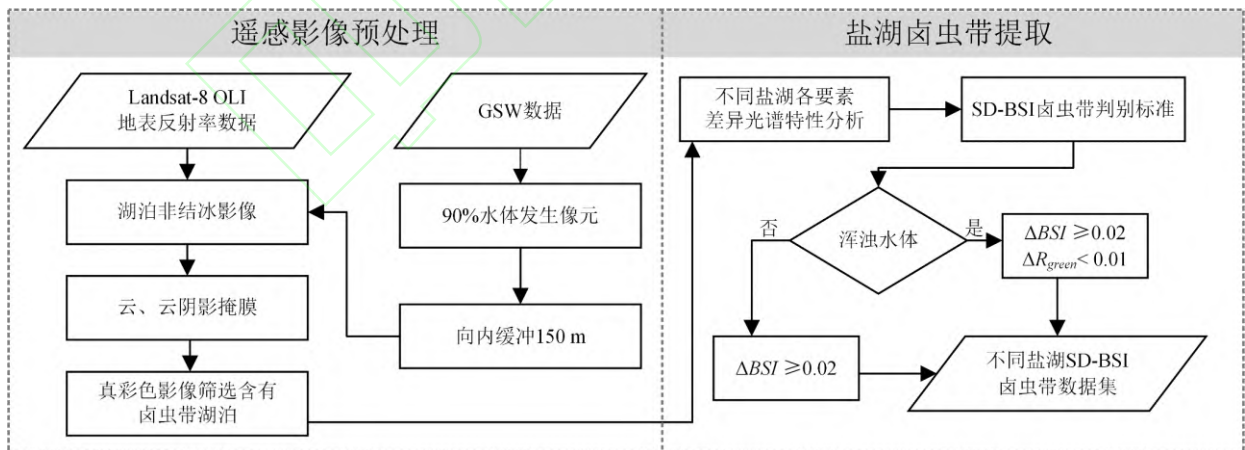 遥感影像预处理
Landsat-8 OLI
地表反射率数据
GSW数据
湖泊非结冰影像
90%水体发生像元
云、云阴影掩膜
向内缓冲150 m
真彩色影像筛选含有
卤虫带湖泊
盐湖卤虫带提取
不同盐湖各要素
差异光谱特性分析
SD-BSI卤虫带判别标准
否
浑浊水体
是
ΔBSI ≥0.02
ΔR_green< 0.01
ΔBSI ≥0.02
不同盐湖SD-BSI
卤虫带数据集